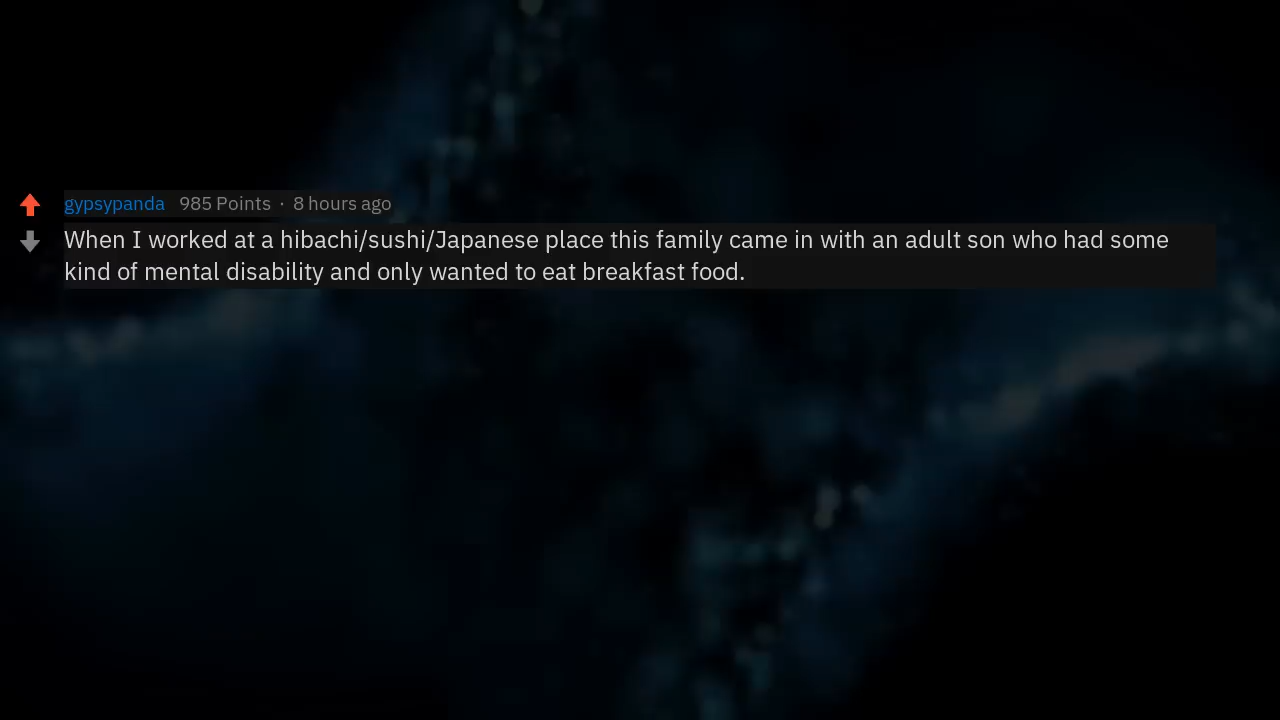 gypsypanda 985 Points · 8 hours ago
When I worked at a hibachi/sushi/Japanese place this family came in with an adult son who had some
kind of mental disability and only wanted to eat breakfast food.